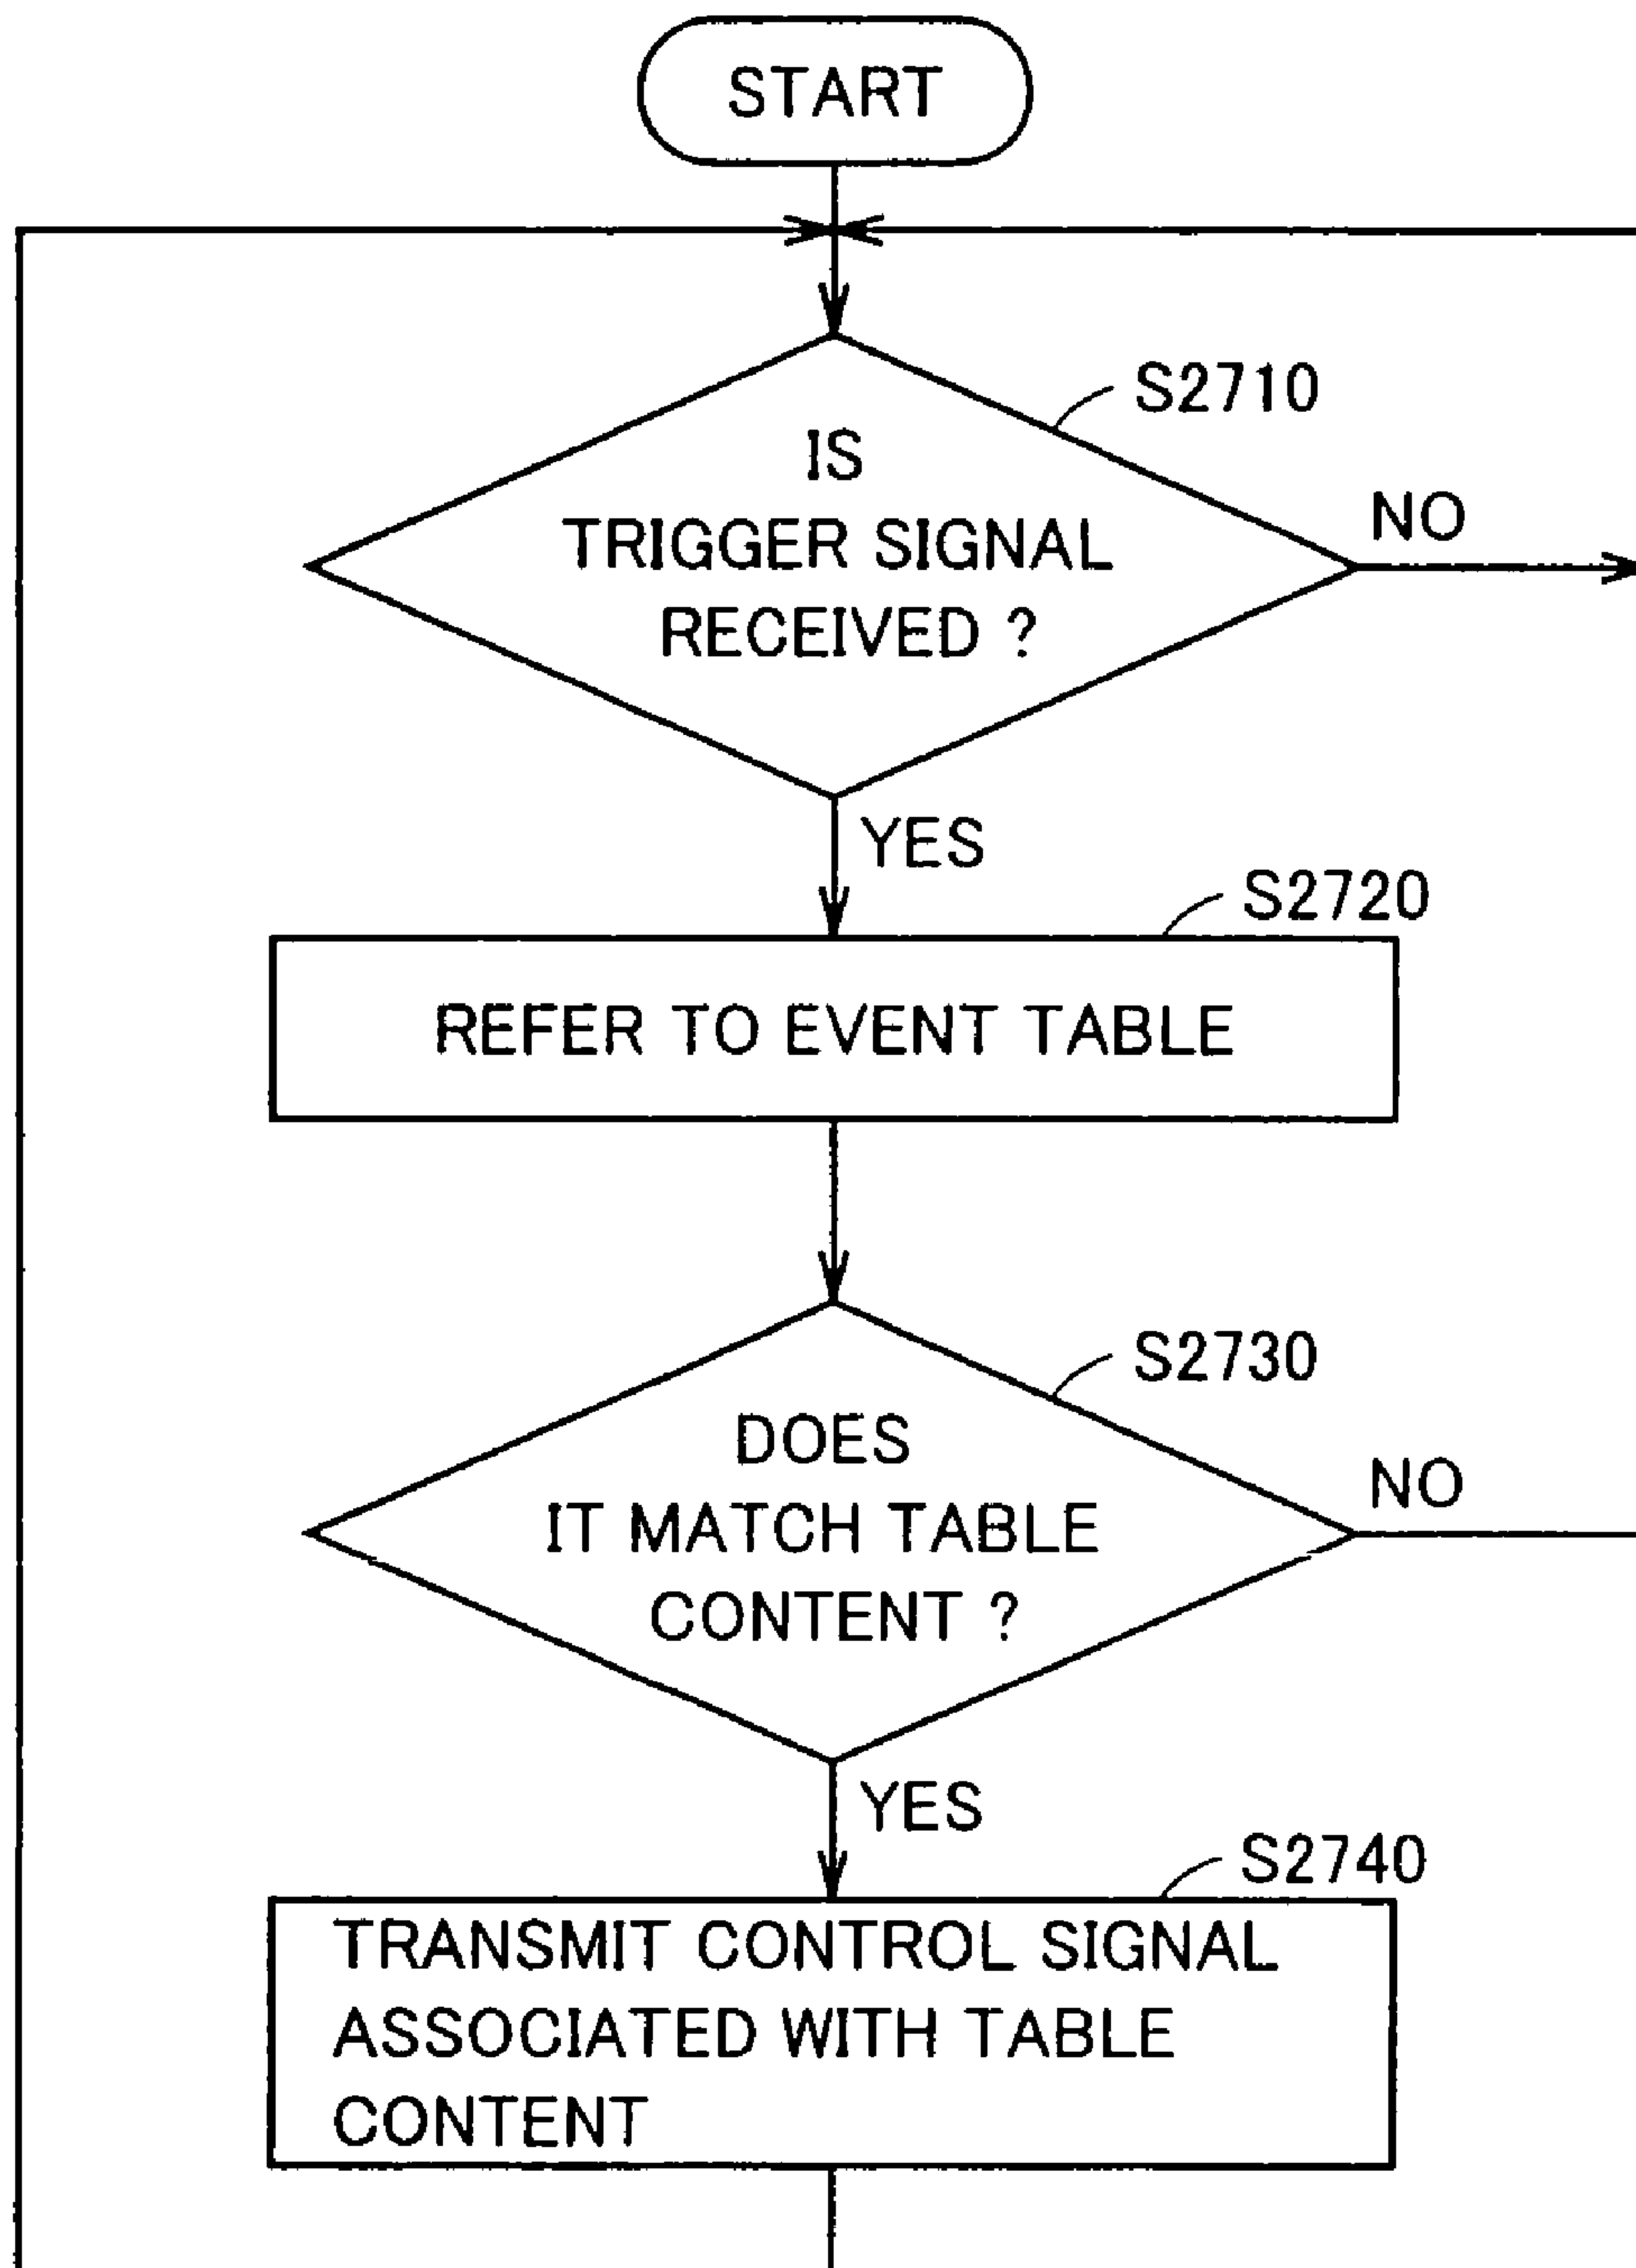 START
S2710
IS
TRIGGER SIGNAL
RECEIVED ?
NO
YES
S2720
REFER TO EVENT TABLE
S2730
DOES
IT MATCH TABLE
CONTENT ?
NO
YES
S2740
TRANSMIT CONTROL SIGNAL
ASSOCIATED WITH TABLE
CONTENT